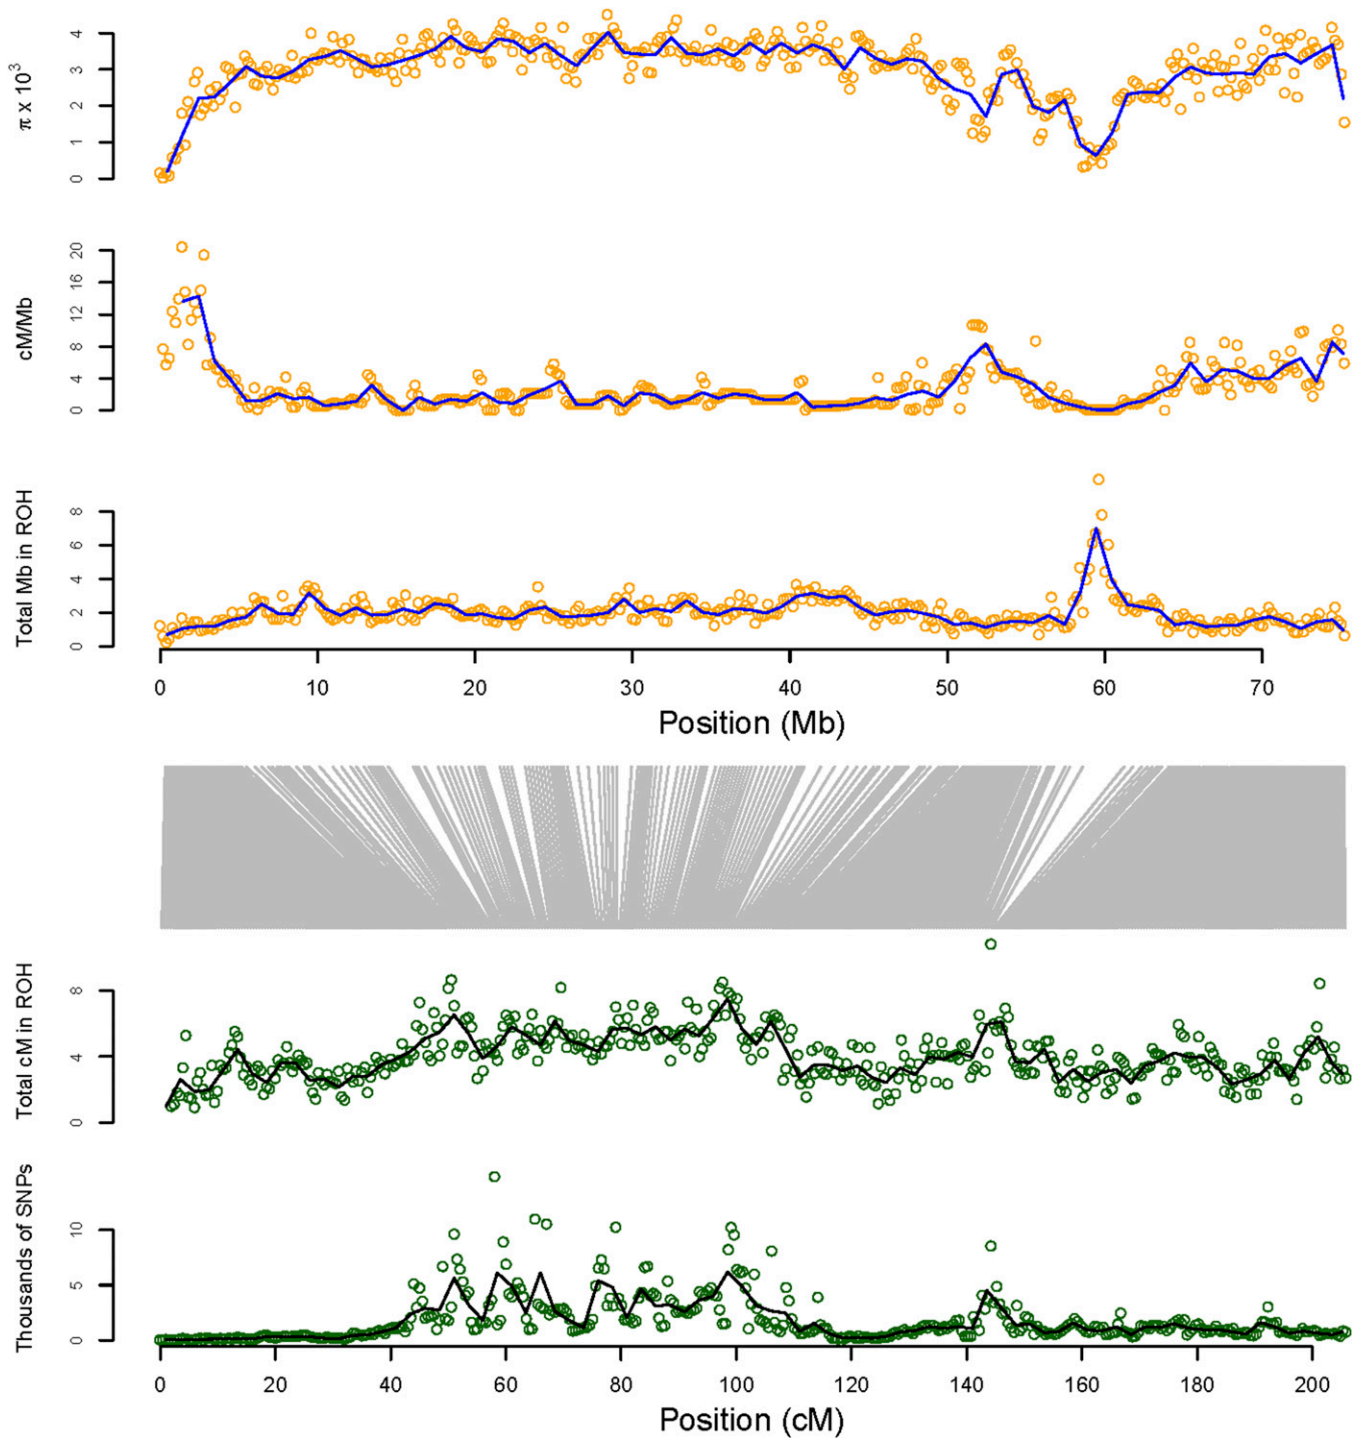 π x 10³
0 1 2 3 4
cM/Mb
0 4 8 12 16 20
Total Mb in ROH
0 2 4 6 8
0 10 20 30 40 50 60 70
Position (Mb)
Total cM in ROH
0 4 8
Thousands of SNPs
0 5 10
0 20 40 60 80 100 120 140 160 180 200
Position (cM)